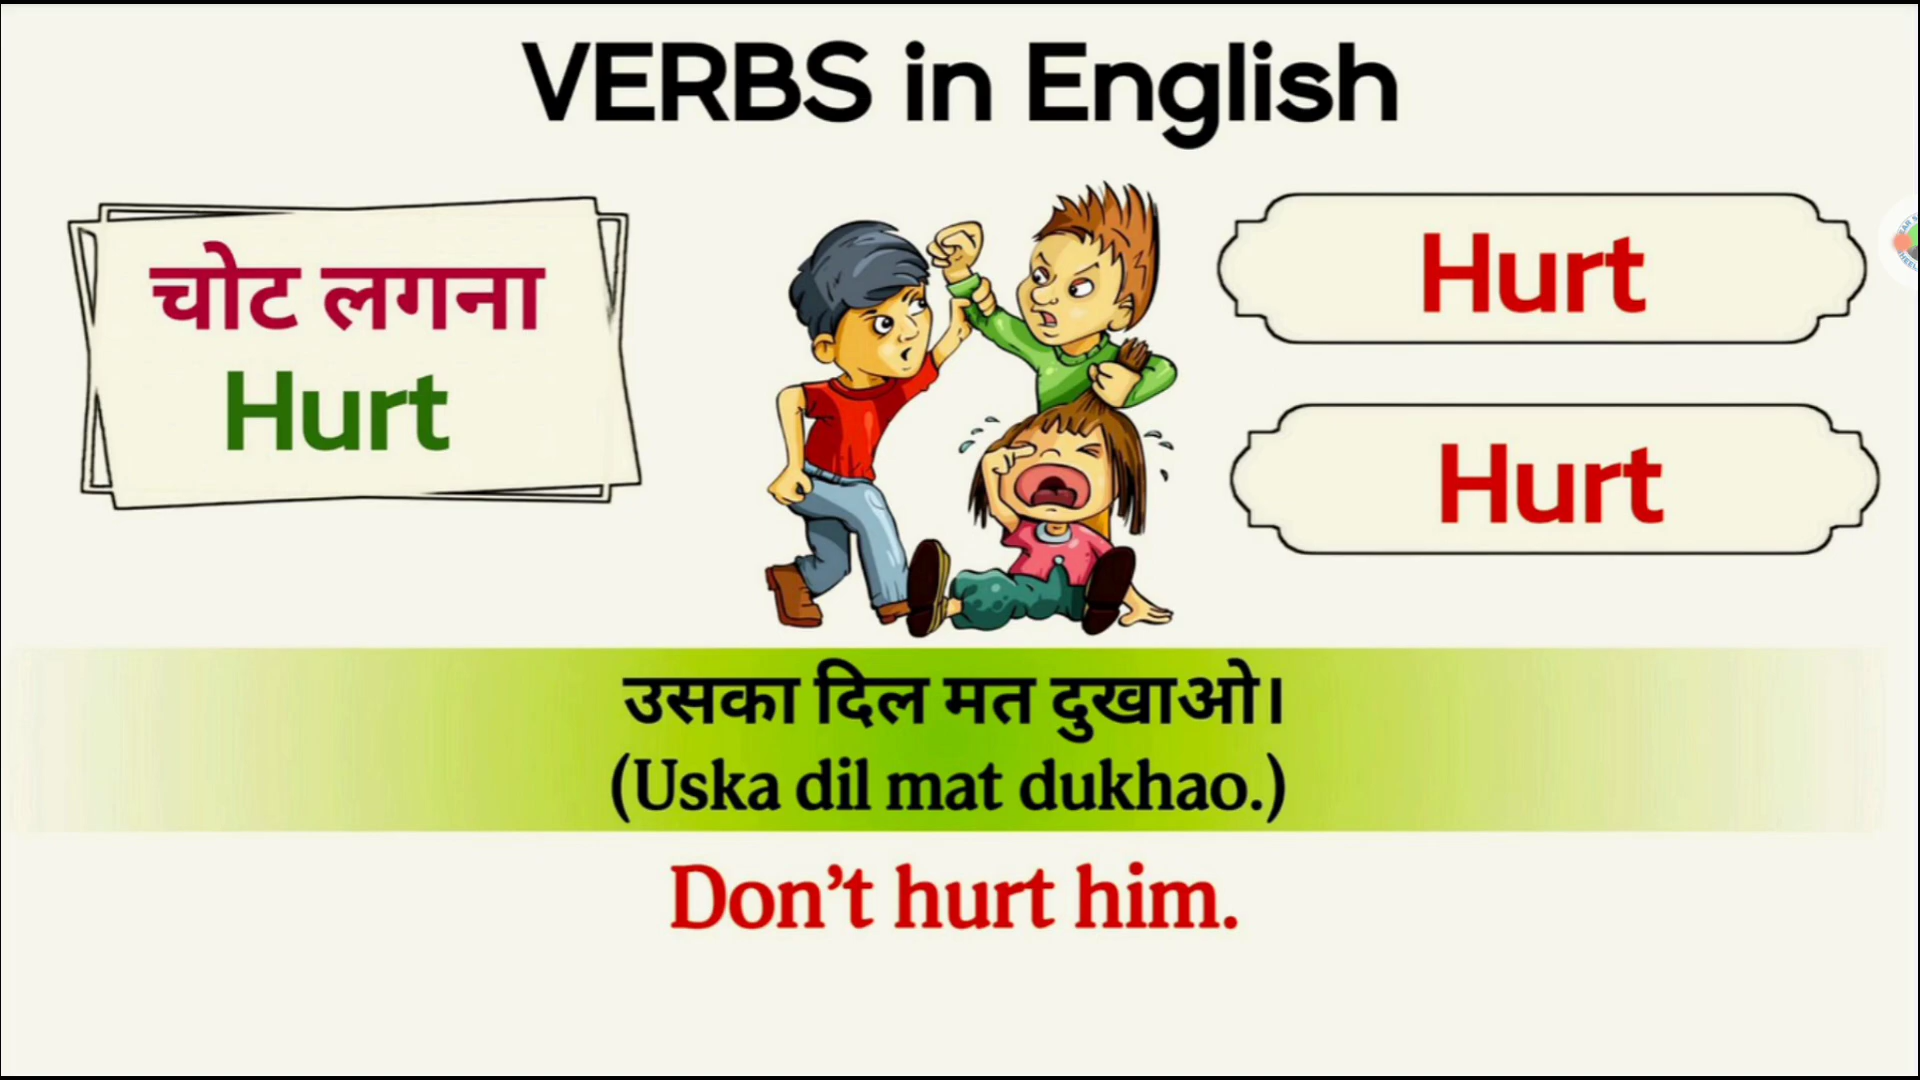 VERBS in English
चोट लगना
Hurt
Hurt
Hurt
उसका दिल मत दुखाओ।
(Uska dil mat dukhao.)
Don't hurt him.